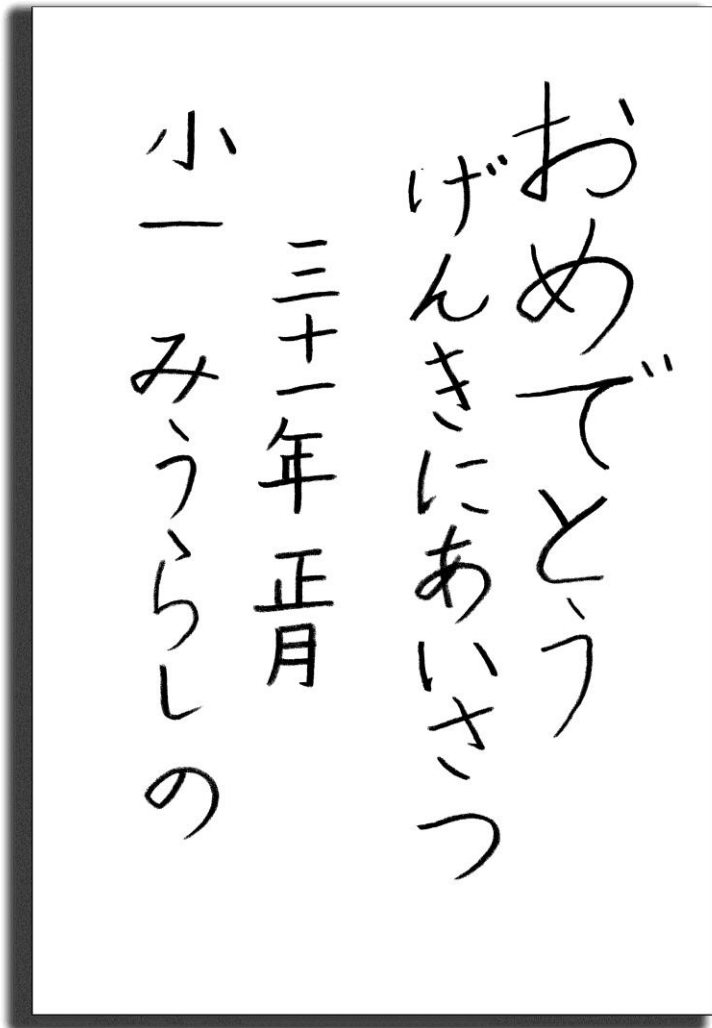 おめでとう
げんきにあいさつ
三十一年 正月
小一 みうらしの